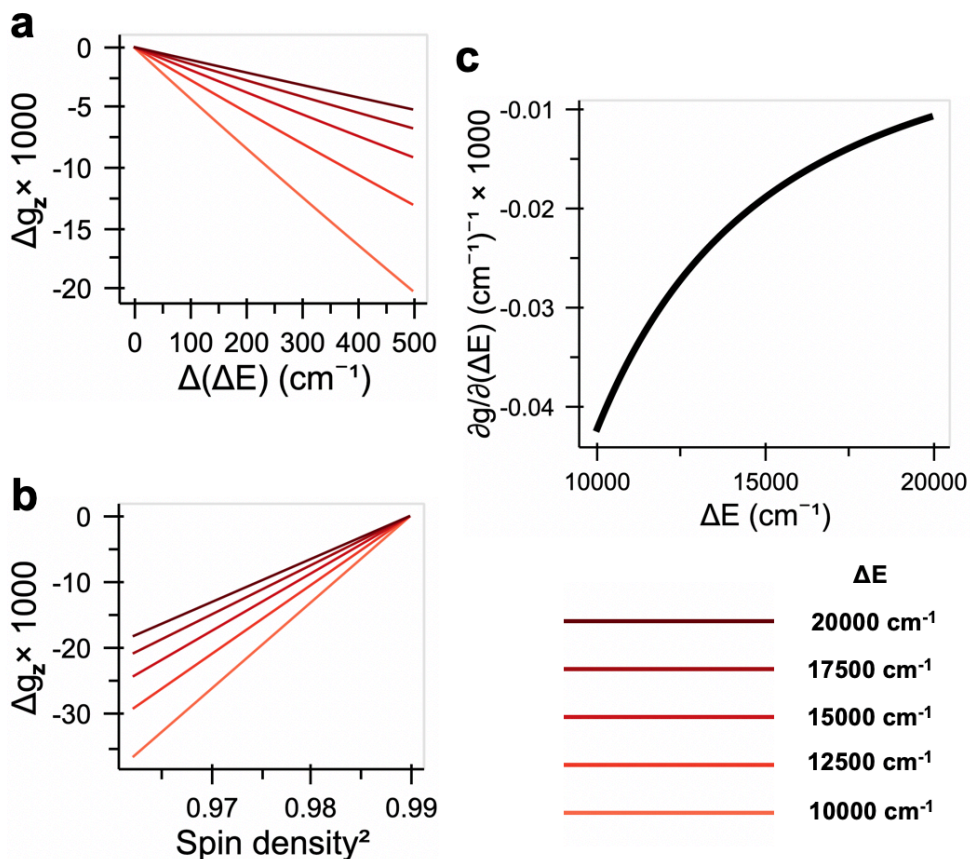 a
0
-5
-10
-15
-20
Δg_z × 1000
0 100 200 300 400 500
Δ(ΔE) (cm⁻¹)
b
0
-10
-20
-30
Δg_z × 1000
0.97 0.98 0.99
Spin density²
c
-0.01
-0.02
-0.03
-0.04
∂g/∂(ΔE) (cm⁻¹)⁻¹ × 1000
10000 15000 20000
ΔE (cm⁻¹)
ΔE
20000 cm⁻¹
17500 cm⁻¹
15000 cm⁻¹
12500 cm⁻¹
10000 cm⁻¹